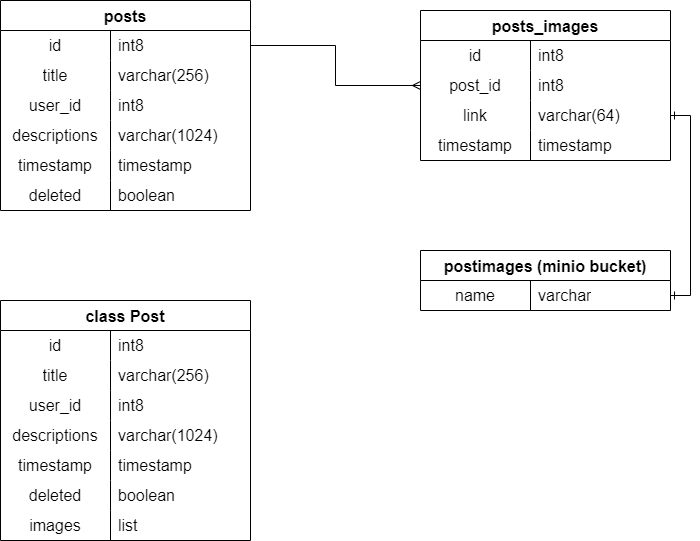 posts
id int8
title varchar(256)
user_id int8
descriptions varchar(1024)
timestamp timestamp
deleted boolean
posts_images
id int8
post_id int8
link varchar(64)
timestamp timestamp
postimages (minio bucket)
name varchar
class Post
id int8
title varchar(256)
user_id int8
descriptions varchar(1024)
timestamp timestamp
deleted boolean
images list